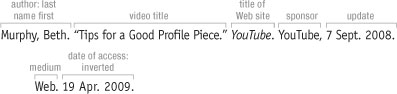 author: last name first
video title
title of Web site
sponsor
update
Murphy, Beth. “Tips for a Good Profile Piece.” YouTube. YouTube, 7 Sept. 2008.
medium
date of access: inverted
Web. 19 Apr. 2009.